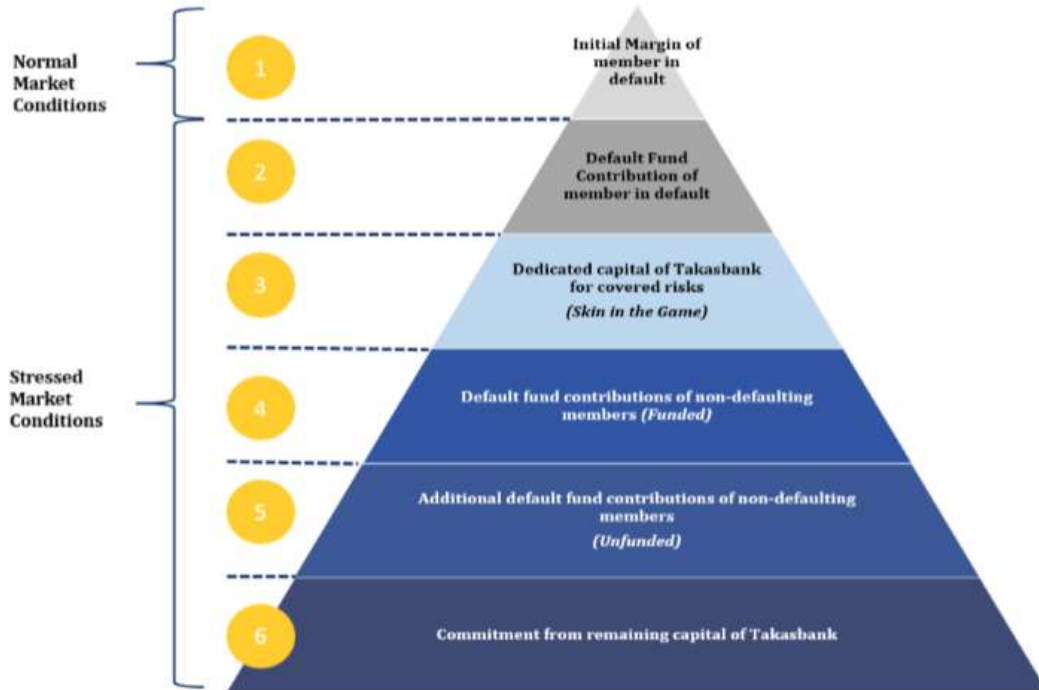 Normal
Market
Conditions
1
Initial Margin of
member in
default
2
Default Fund
Contribution of
member in default
3
Dedicated capital of Takasbank
for covered risks
(Skin in the Game)
Stressed
Market
Conditions
4
Default fund contributions of non-defaulting
members (Funded)
5
Additional default fund contributions of non-defaulting
members
(Unfunded)
6
Commitment from remaining capital of Takasbank